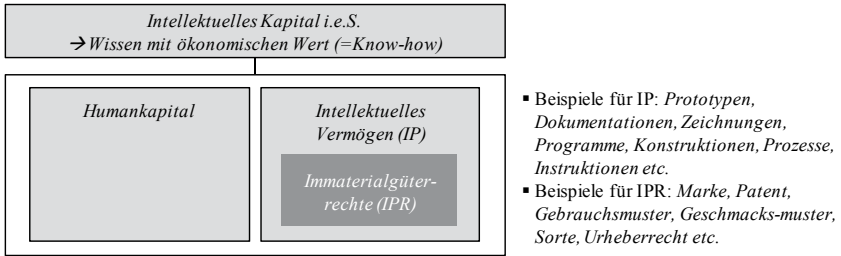 Intellektuelles Kapital i.e.S.
→ Wissen mit ökonomischen Wert (=Know-how)
Humankapital
Intellektuelles
Vermögen (IP)
Immaterialgüter-
rechte (IPR)
▪ Beispiele für IP: Prototypen,
Dokumentationen, Zeichnungen,
Programme, Konstruktionen, Prozesse,
Instruktionen etc.
▪ Beispiele für IPR: Marke, Patent,
Gebrauchsmuster, Geschmacks-muster,
Sorte, Urheberrecht etc.